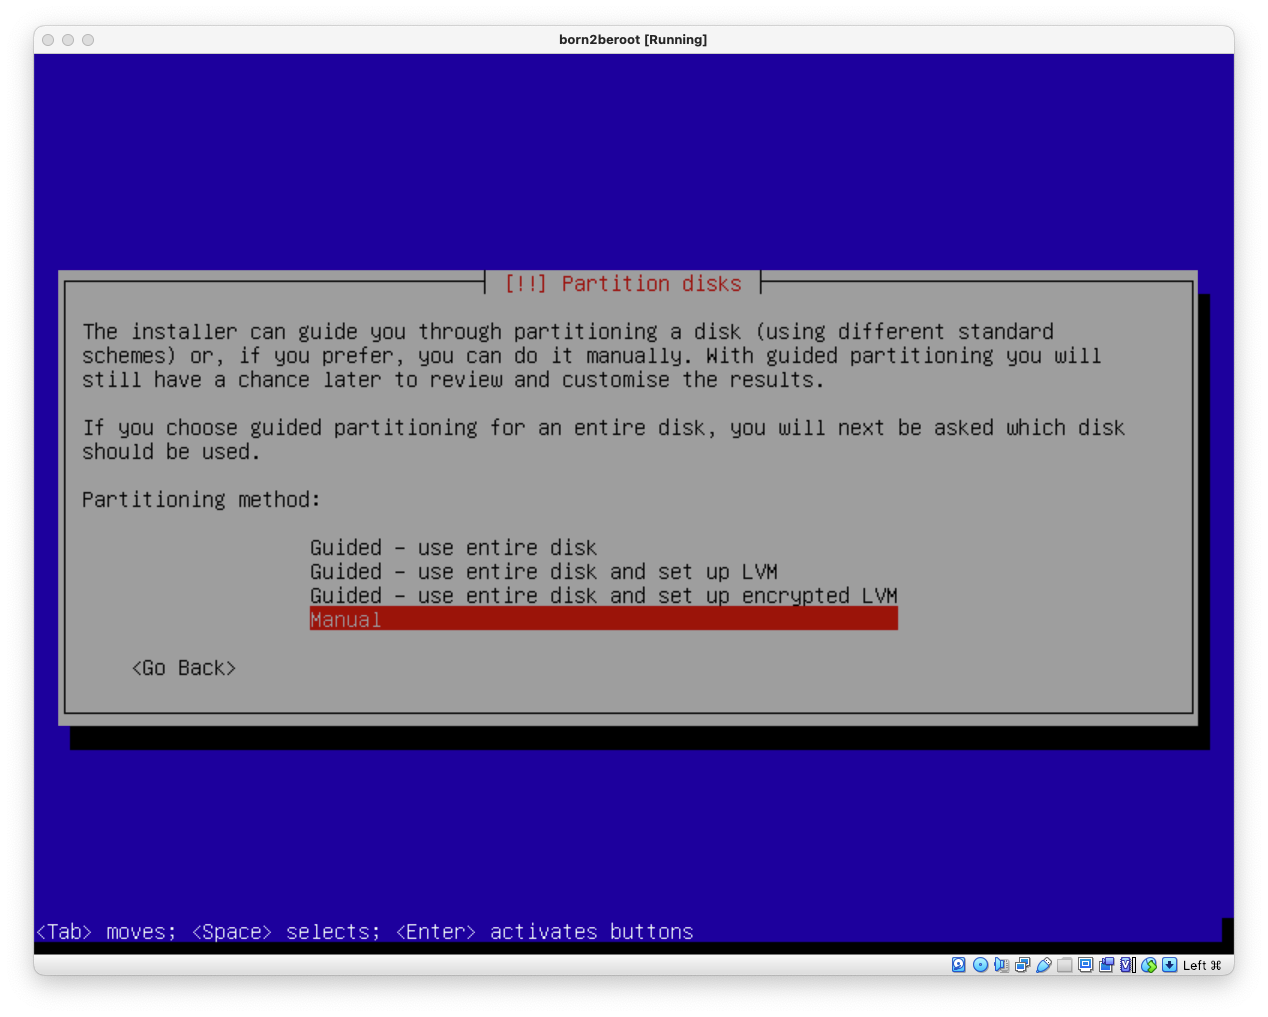 born2beroot [Running]
[!!] Partition disks
The installer can guide you through partitioning a disk (using different standard
schemes) or, if you prefer, you can do it manually. With guided partitioning you will
still have a chance later to review and customise the results.
If you choose guided partitioning for an entire disk, you will next be asked which disk
should be used.
Partitioning method:
Guided - use entire disk
Guided - use entire disk and set up LVM
Guided - use entire disk and set up encrypted LVM
Manual
<Go Back>
<Tab> moves; <Space> selects; <Enter> activates buttons
Left ⌘